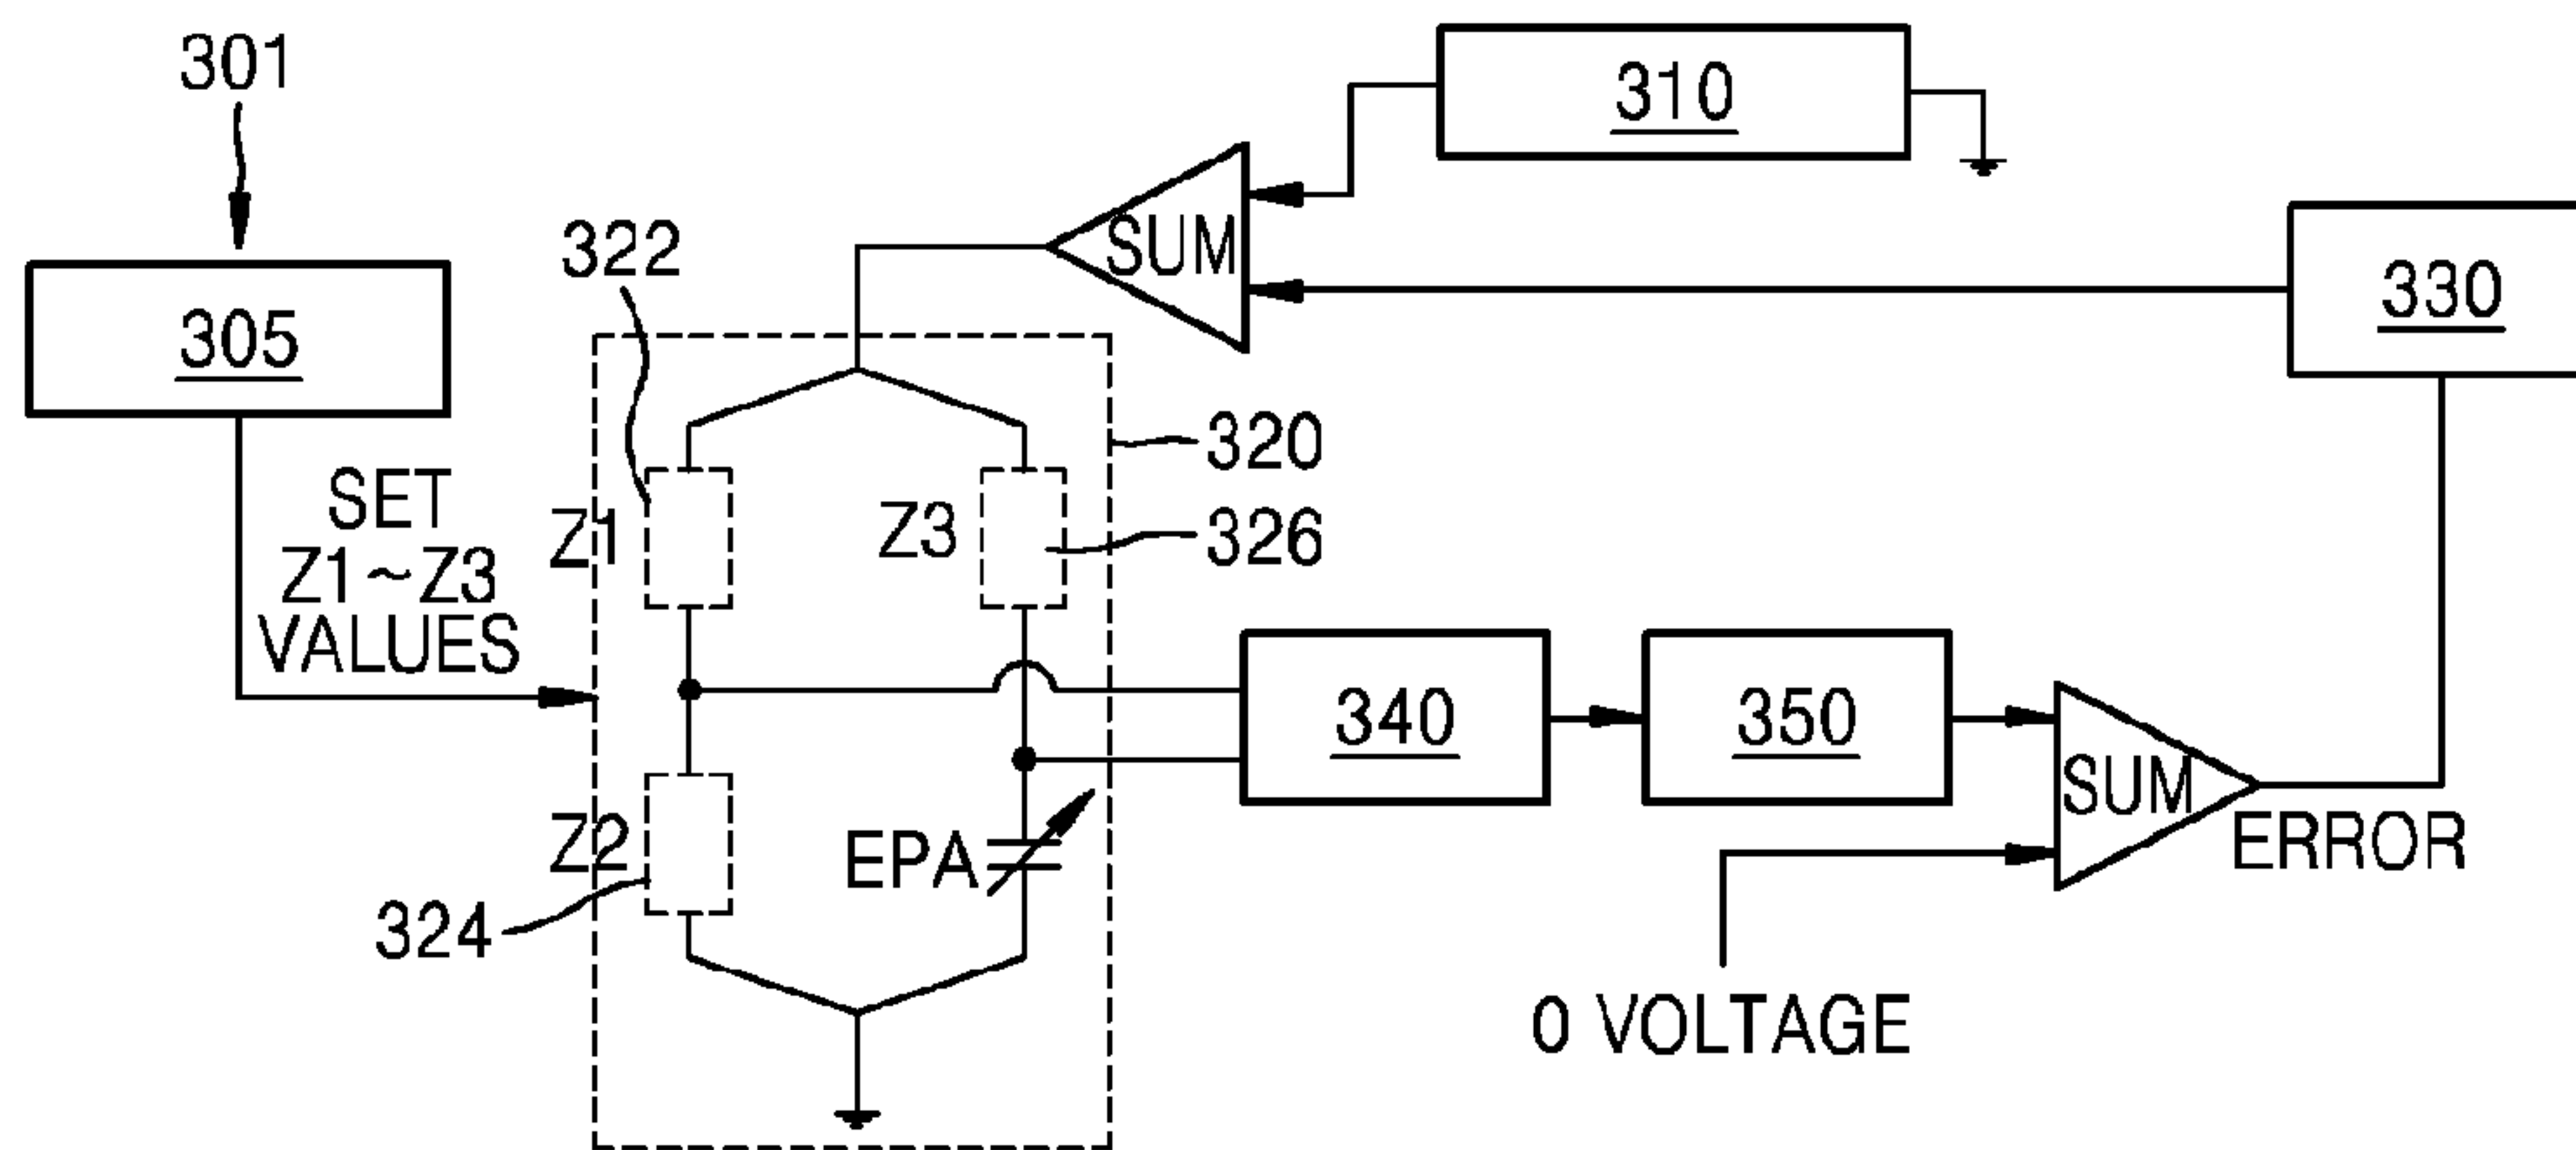 301
310
322
SUM
330
305
320
SET
Z1~Z3
VALUES
Z1
Z3
326
340
350
SUM
ERROR
Z2
EPA
324
0 VOLTAGE